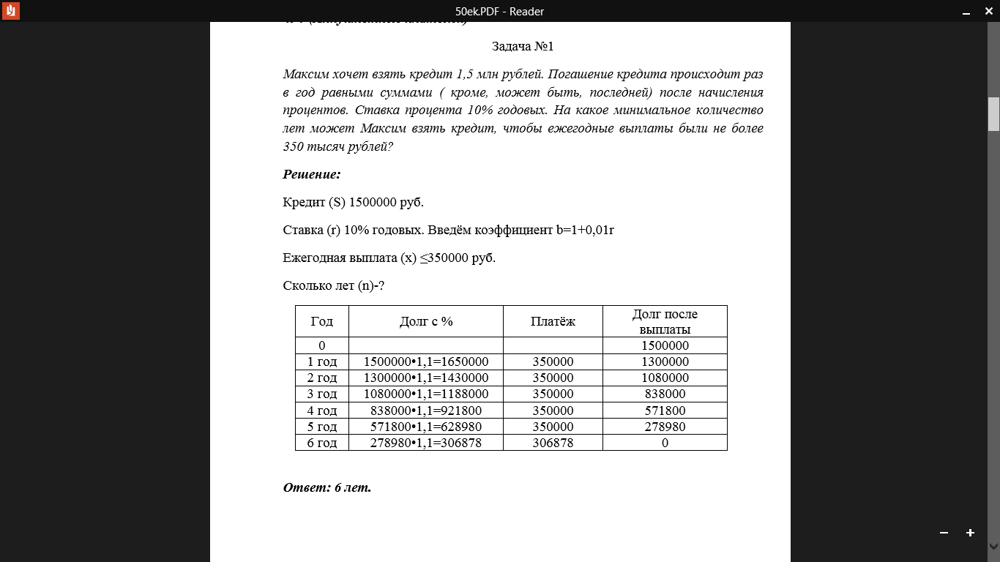 50ek.PDF - Reader
Задача №1
Максим хочет взять кредит 1,5 млн рублей. Погашение кредита происходит раз
в год равными суммами ( кроме, может быть, последней) после начисления
процентов. Ставка процента 10% годовых. На какое минимальное количество
лет может Максим взять кредит, чтобы ежегодные выплаты были не более
350 тысяч рублей?
Решение:
Кредит (S) 1500000 руб.
Ставка (r) 10% годовых. Введём коэффициент b=1+0,01r
Ежегодная выплата (x) ≤350000 руб.
Сколько лет (n)-?
Год Долг с % Платёж Долг после
выплаты
0 1500000
1 год 1500000•1,1=1650000 350000 1300000
2 год 1300000•1,1=1430000 350000 1080000
3 год 1080000•1,1=1188000 350000 838000
4 год 838000•1,1=921800 350000 571800
5 год 571800•1,1=628980 350000 278980
6 год 278980•1,1=306878 306878 0
Ответ: 6 лет.